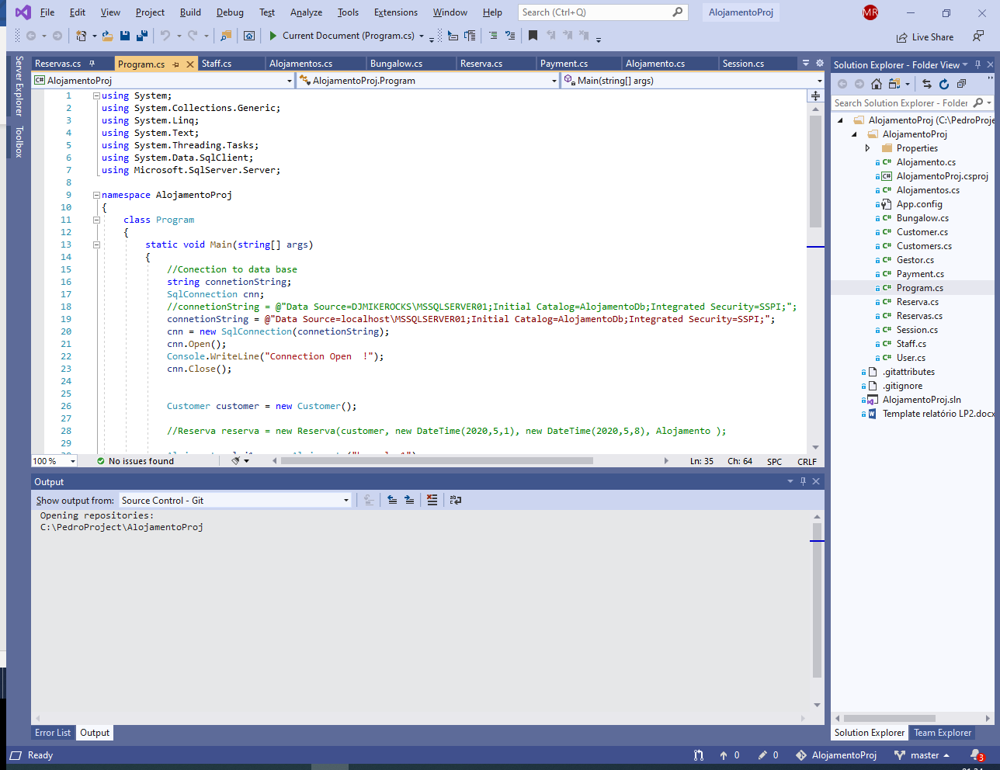 File Edit View Project Build Debug Test Analyze Tools Extensions Window Help Search (Ctrl+Q) AlojamentoProj MR
Current Document (Program.cs) Live Share
Server Explorer
Toolbox
Reservas.cs Program.cs Staff.cs Alojamentos.cs Bungalow.cs Reserva.cs Payment.cs Alojamento.cs Session.cs
AlojamentoProj AlojamentoProj.Program Main(string[] args)
1 using System;
2 using System.Collections.Generic;
3 using System.Linq;
4 using System.Text;
5 using System.Threading.Tasks;
6 using System.Data.SqlClient;
7 using Microsoft.SqlServer.Server;
8
9 namespace AlojamentoProj
10 {
11 class Program
12 {
13 static void Main(string[] args)
14 {
15 //Conection to data base
16 string connetionString;
17 SqlConnection cnn;
18 //connetionString = @"Data Source=DJMIKEROCKS\MSSQLSERVER01;Initial Catalog=AlojamentoDb;Integrated Security=SSPI;";
19 connetionString = @"Data Source=localhost\MSSQLSERVER01;Initial Catalog=AlojamentoDb;Integrated Security=SSPI;";
20 cnn = new SqlConnection(connetionString);
21 cnn.Open();
22 Console.WriteLine("Connection Open  !");
23 cnn.Close();
24
25
26 Customer customer = new Customer();
27
28 //Reserva reserva = new Reserva(customer, new DateTime(2020,5,1), new DateTime(2020,5,8), Alojamento );
29
100 % No issues found Ln: 35 Ch: 64 SPC CRLF
Output
Show output from: Source Control - Git
Opening repositories:
C:\PedroProject\AlojamentoProj
Error List Output
Solution Explorer - Folder View
Search Solution Explorer - Folder
AlojamentoProj (C:\PedroProje
AlojamentoProj
Properties
C# Alojamento.cs
C# AlojamentoProj.csproj
C# Alojamentos.cs
App.config
C# Bungalow.cs
C# Customer.cs
C# Customers.cs
C# Gestor.cs
C# Payment.cs
C# Program.cs
C# Reserva.cs
C# Reservas.cs
C# Session.cs
C# Staff.cs
C# User.cs
.gitattributes
.gitignore
AlojamentoProj.sln
Template relatório LP2.docx
Solution Explorer Team Explorer
Ready 0 0 AlojamentoProj master 3